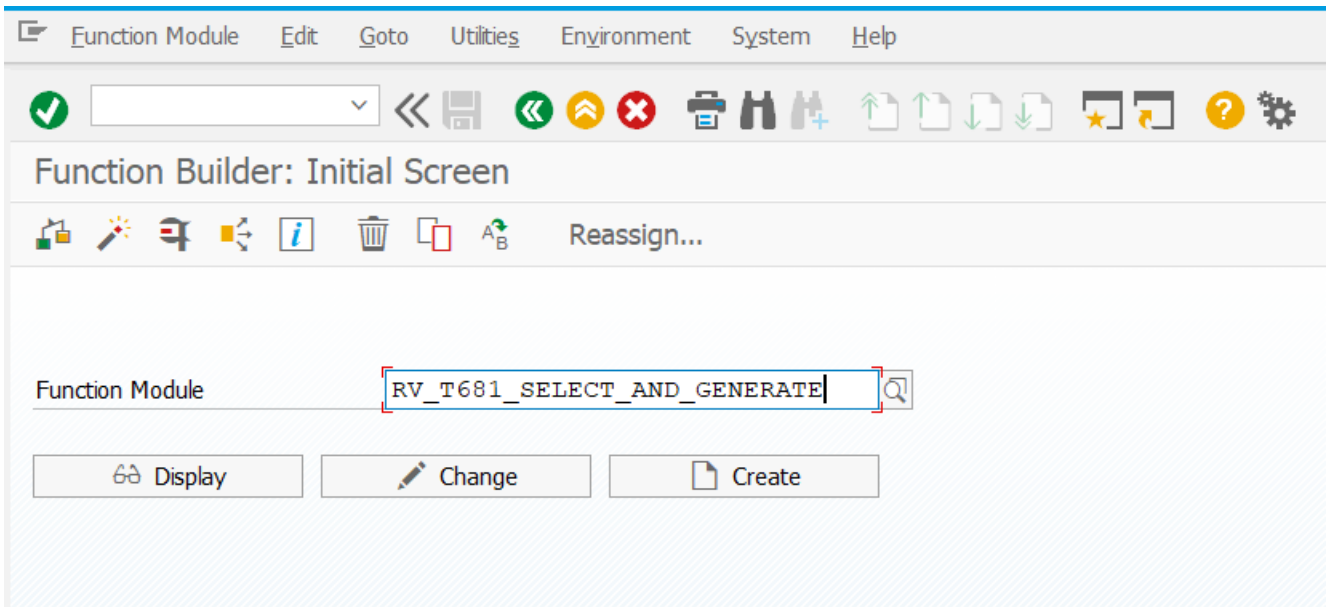 Function Module Edit Goto Utilities Environment System Help
Function Builder: Initial Screen
i A B Reassign...
Function Module RV_T681_SELECT_AND_GENERATE
Display Change Create